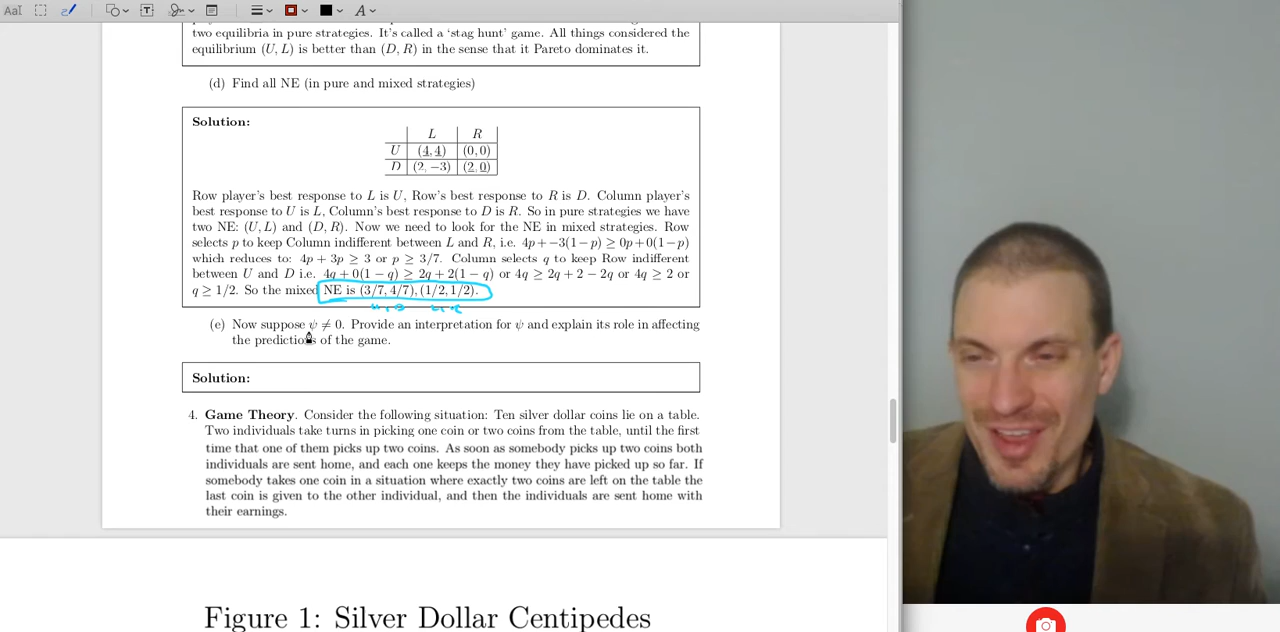 AaI
A
two equilibria in pure strategies. It's called a ‘stag hunt’ game. All things considered the
equilibrium (U, L) is better than (D, R) in the sense that it Pareto dominates it.
(d) Find all NE (in pure and mixed strategies)
Solution:
L R
U (4, 4) (0, 0)
D (2, −3) (2, 0)
Row player's best response to L is U, Row's best response to R is D. Column player's
best response to U is L, Column's best response to D is R. So in pure strategies we have
two NE: (U, L) and (D, R). Now we need to look for the NE in mixed strategies. Row
selects p to keep Column indifferent between L and R, i.e. 4p + −3(1 − p) ≥ 0p + 0(1 − p)
which reduces to: 4p + 3p ≥ 3 or p ≥ 3/7. Column selects q to keep Row indifferent
between U and D i.e. 4q + 0(1 − q) ≥ 2q + 2(1 − q) or 4q ≥ 2q + 2 − 2q or 4q ≥ 2 or
q ≥ 1/2. So the mixed NE is (3/7, 4/7), (1/2, 1/2).
(e) Now suppose ψ ≠ 0. Provide an interpretation for ψ and explain its role in affecting
the predictions of the game.
Solution:
4. Game Theory. Consider the following situation: Ten silver dollar coins lie on a table.
Two individuals take turns in picking one coin or two coins from the table, until the first
time that one of them picks up two coins. As soon as somebody picks up two coins both
individuals are sent home, and each one keeps the money they have picked up so far. If
somebody takes one coin in a situation where exactly two coins are left on the table the
last coin is given to the other individual, and then the individuals are sent home with
their earnings.
Figure 1: Silver Dollar Centipedes